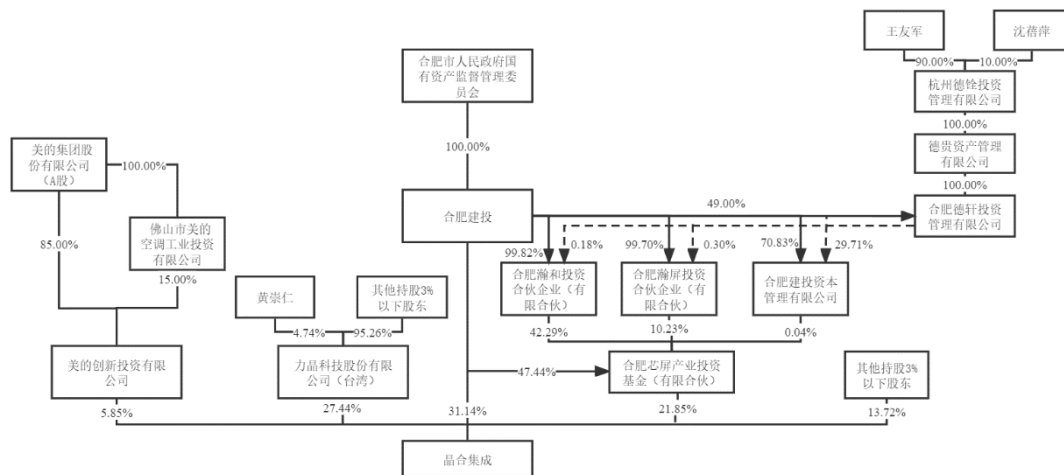 王友军
沈蓓萍
90.00%
10.00%
合肥市人民政府国
有资产监督管理委
员会
杭州德铨投资
管理有限公司
100.00%
美的集团股
份有限公司
（A股）
100.00%
100.00%
德贵资产管理
有限公司
100.00%
佛山市美的
空调工业投资
有限公司
合肥建投
49.00%
合肥德轩投资
管理有限公司
85.00%
15.00%
99.82%
0.18%
99.70%
0.30%
70.83%
29.71%
合肥瀚和投资
合伙企业（有
限合伙）
合肥瀚屏投资
合伙企业（有
限合伙）
合肥建投资本
管理有限公司
黄崇仁
其他持股3%
以下股东
4.74%
95.26%
42.29%
10.23%
0.04%
美的创新投资有限
公司
力晶科技股份有限
公司（台湾）
47.44%
合肥芯屏产业投资
基金（有限合伙）
其他持股3%
以下股东
5.85%
27.44%
31.14%
21.85%
13.72%
晶合集成